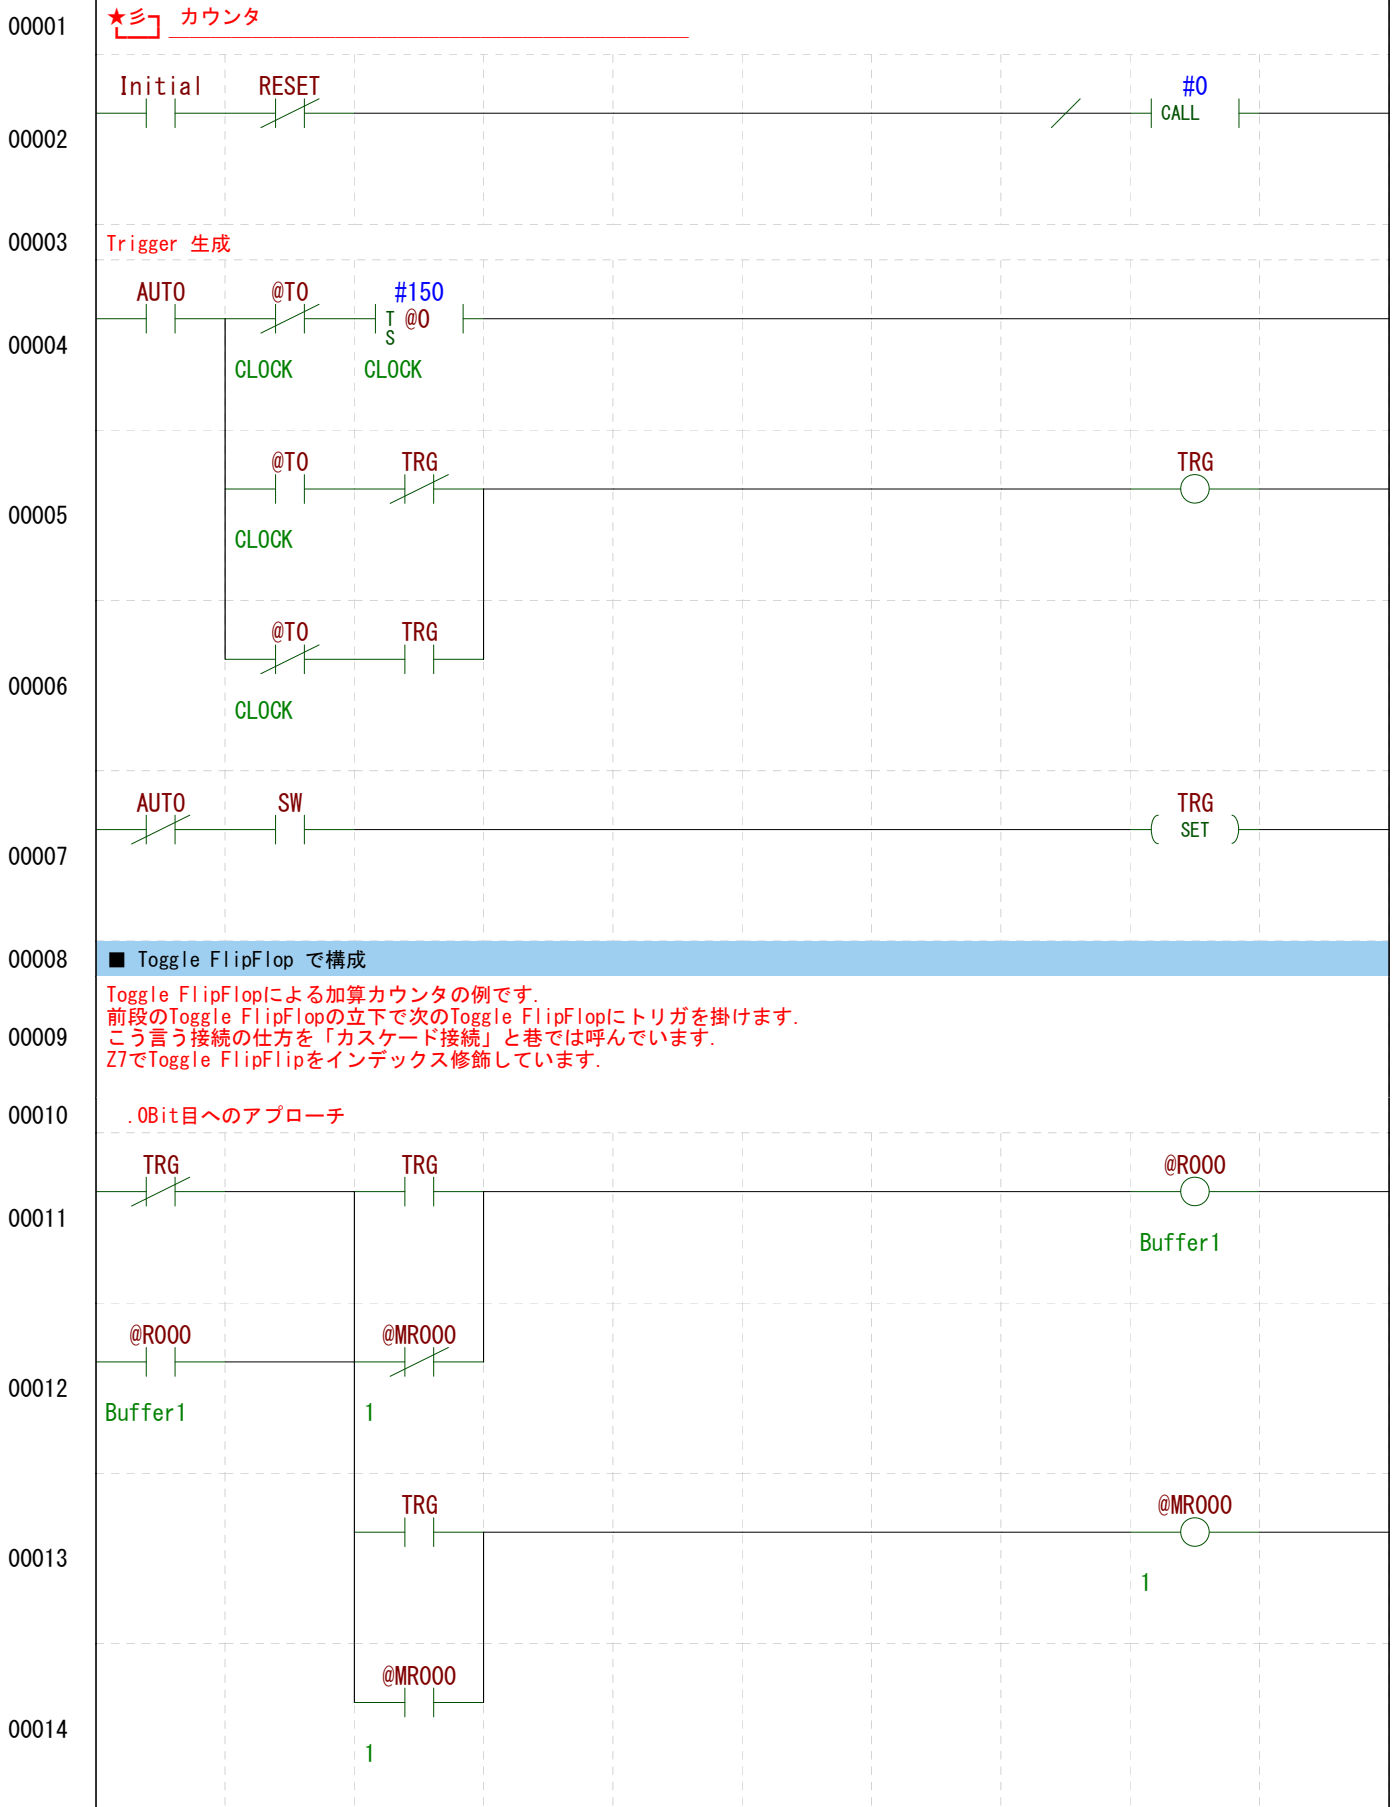 00001 ★彡┓ カウンタ
Initial RESET #0
CALL
00002
00003 Trigger 生成
AUTO @T0 #150
T @0
S
00004
CLOCK CLOCK
@T0 TRG TRG
00005
CLOCK
@T0 TRG
00006
CLOCK
AUTO SW TRG
SET
00007
00008 ■ Toggle FlipFlop で構成
Toggle FlipFlopによる加算カウンタの例です.
前段のToggle FlipFlopの立下で次のToggle FlipFlopにトリガを掛けます.
00009 こう言う接続の仕方を「カスケード接続」と巷では呼んでいます.
Z7でToggle FlipFlipをインデックス修飾しています.
00010 .0Bit目へのアプローチ
TRG TRG @R000
00011
Buffer1
@R000 @MR000
00012
Buffer1 1
TRG @MR000
00013
1
@MR000
00014
1